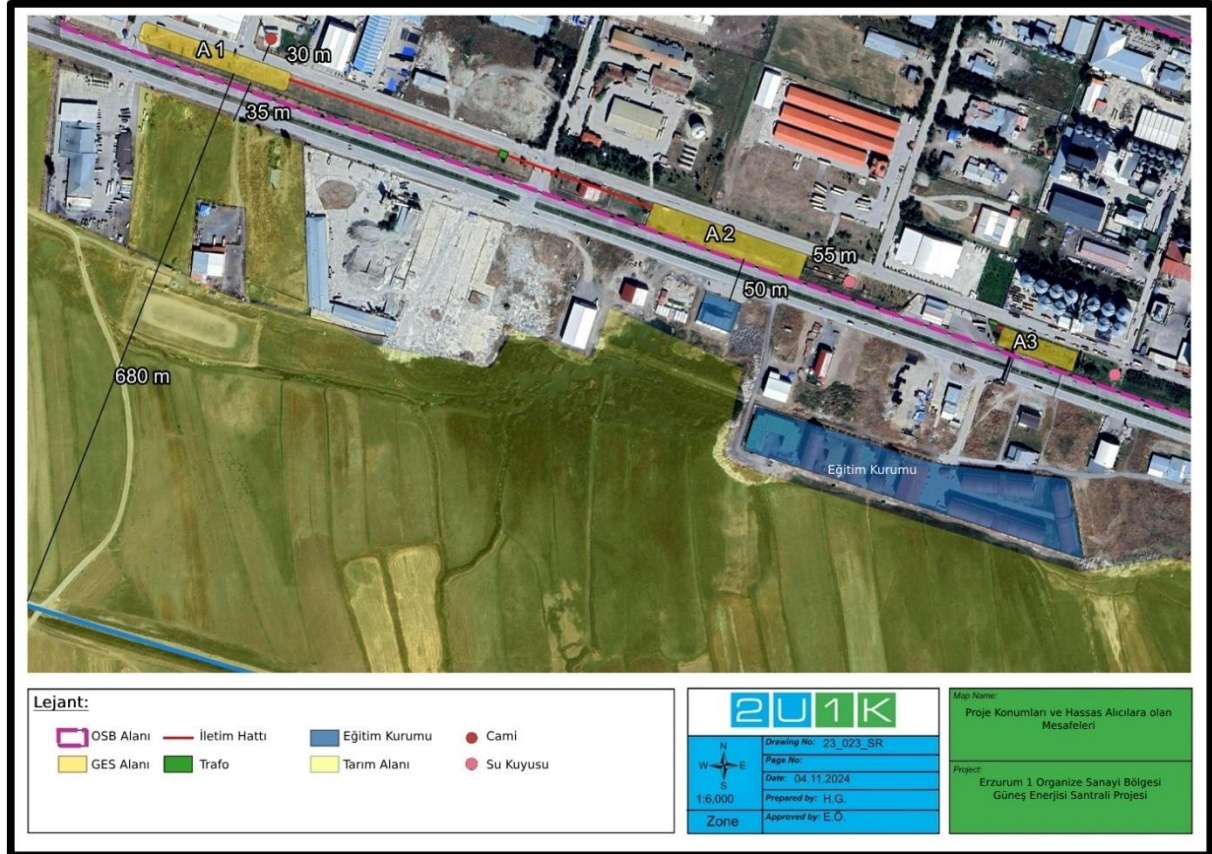 A 1
30 m
35 m
A 2
55 m
50 m
A3
680 m
Eğitim Kurumu
Lejant:
OSB Alanı
İletim Hattı
Eğitim Kurumu
Cami
GES Alanı
Trafo
Tarım Alanı
Su Kuyusu
2U1K
N
W
E
S
1:6,000
Zone
Drawing No: 23_023_SR
Page No:
Date: 04.11.2024
Prepared by: H.G.
Approved by: E.Ö.
Map Name:
Proje Konumları ve Hassas Alıcılara olan
Mesafeleri
Project:
Erzurum 1 Organize Sanayi Bölgesi
Güneş Enerjisi Santrali Projesi